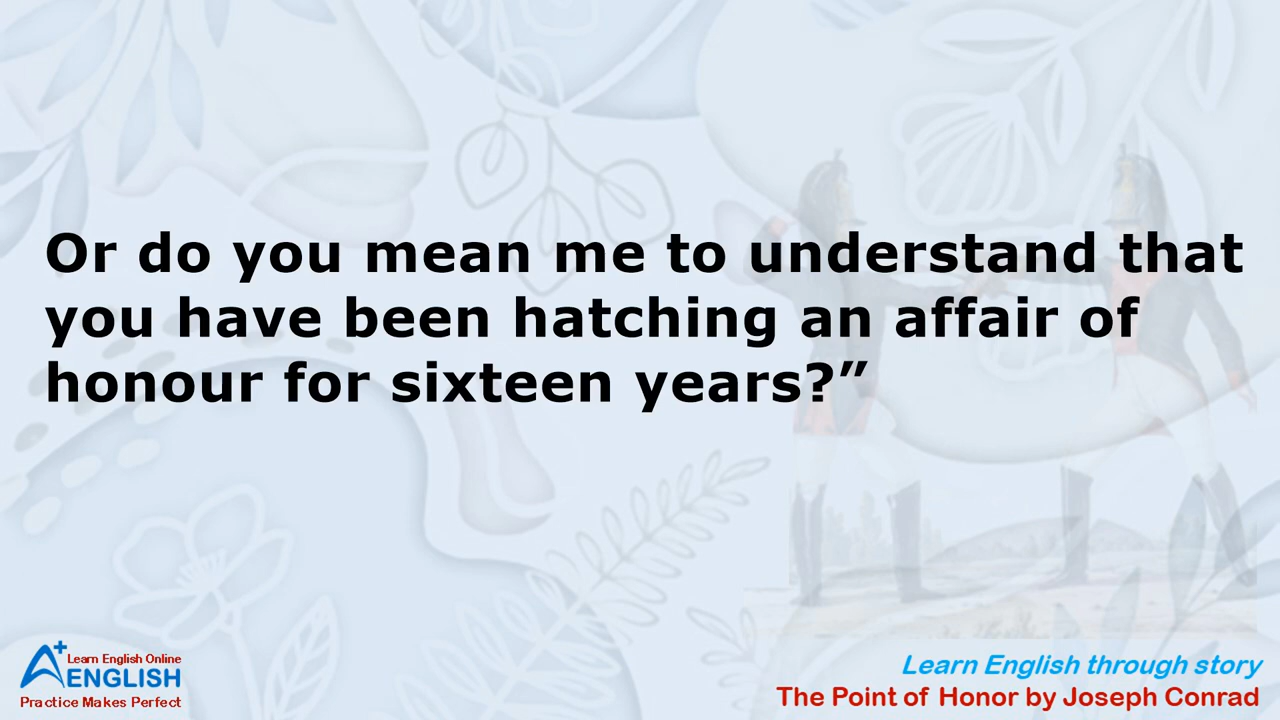 Or do you mean me to understand that
you have been hatching an affair of
honour for sixteen years?”
A+ Learn English Online
ENGLISH
Practice Makes Perfect
Learn English through story
The Point of Honor by Joseph Conrad